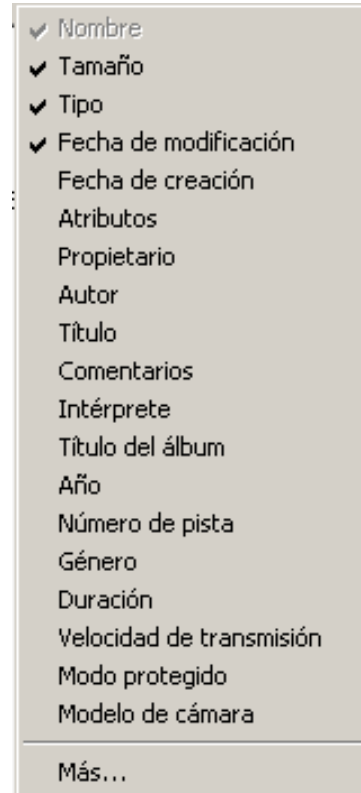 Nombre
Tamaño
Tipo
Fecha de modificación
Fecha de creación
Atributos
Propietario
Autor
Título
Comentarios
Intérprete
Título del álbum
Año
Número de pista
Género
Duración
Velocidad de transmisión
Modo protegido
Modelo de cámara
Más...